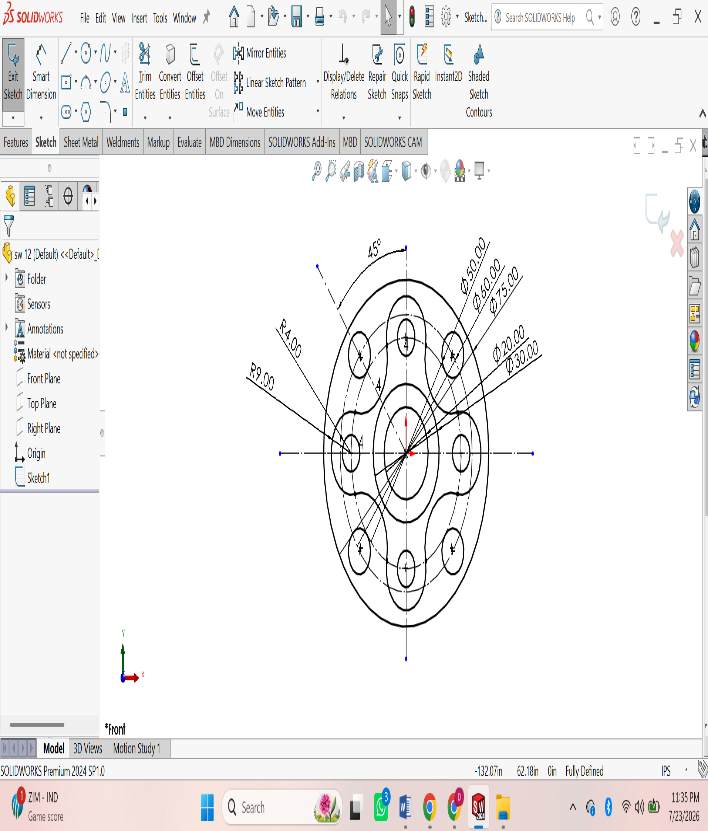 SOLIDWORKS
File Edit View Insert Tools Window
Sketch...
Search SOLIDWORKS Help
Exit Sketch
Smart Dimension
Trim Entities
Convert Entities
Offset Entities
Offset On Surface
Mirror Entities
Linear Sketch Pattern
Move Entities
Display/Delete Relations
Repair Sketch
Quick Snaps
Rapid Sketch
Instant2D
Shaded Sketch Contours
Features Sketch Sheet Metal Weldments Markup Evaluate MBD Dimensions SOLIDWORKS Add-Ins MBD SOLIDWORKS CAM
sw 12 (Default) <<Default>_D
Folder
Sensors
Annotations
Material <not specified>
Front Plane
Top Plane
Right Plane
Origin
Sketch1
45°
Ø50.00
Ø60.00
Ø75.00
Ø20.00
Ø30.00
R4.00
R9.00
Y
X
*Front
Model 3D Views Motion Study 1
SOLIDWORKS Premium 2024 SP1.0
-132.07in 62.18in 0in Fully Defined IPS
1
ZIM - IND
Game score
Search
3
D
11:35 PM
7/23/2026